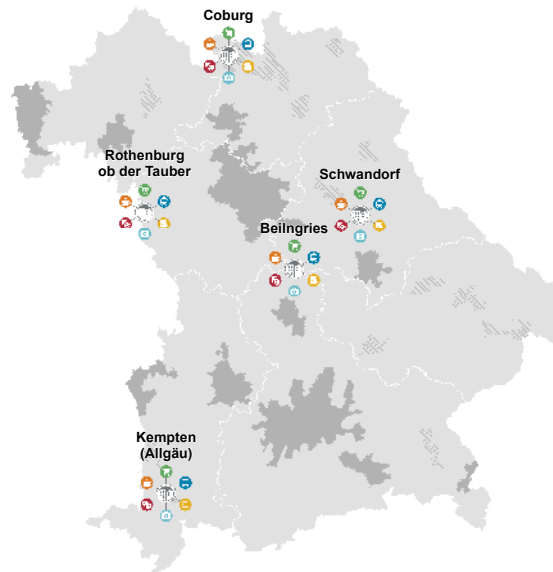 Coburg
Rothenburg
ob der Tauber
Schwandorf
Beilngries
Kempten
(Allgäu)